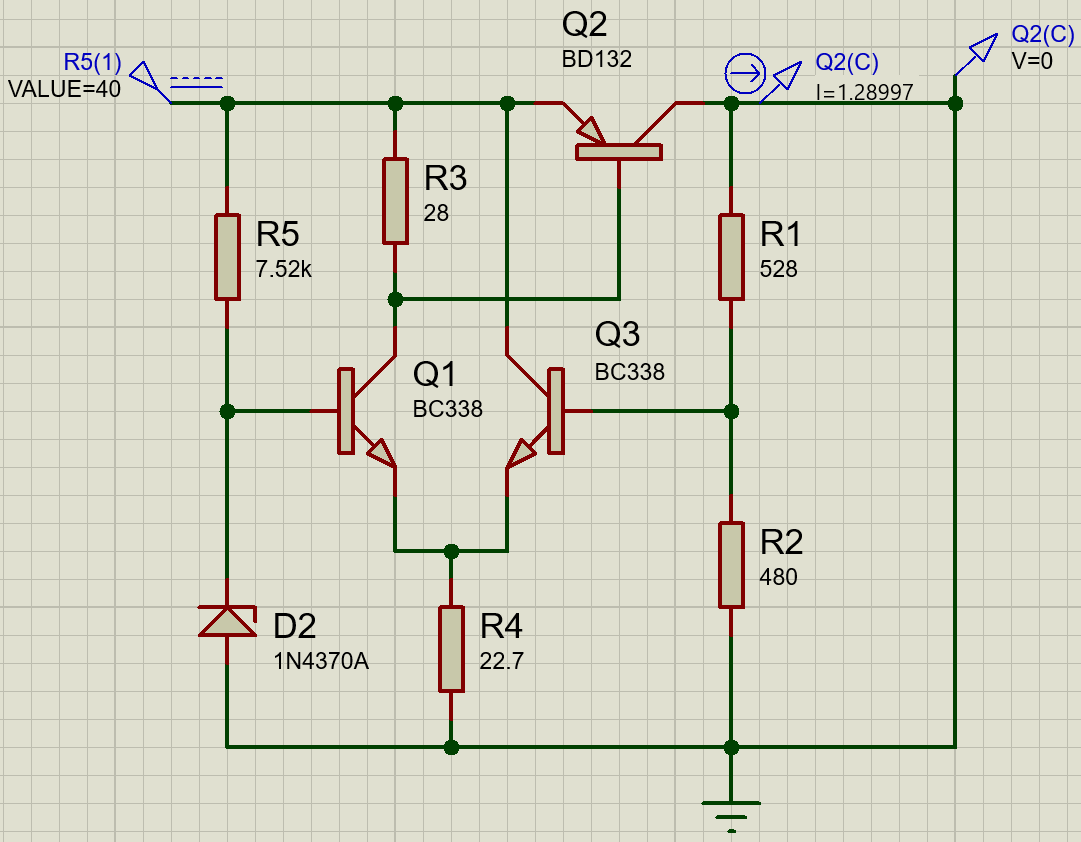 Q2
BD132
R5(1)
VALUE=40
Q2(C)
I=1.28997
Q2(C)
V=0
R3
28
R5
7.52k
R1
528
Q1
BC338
Q3
BC338
R2
480
D2
1N4370A
R4
22.7